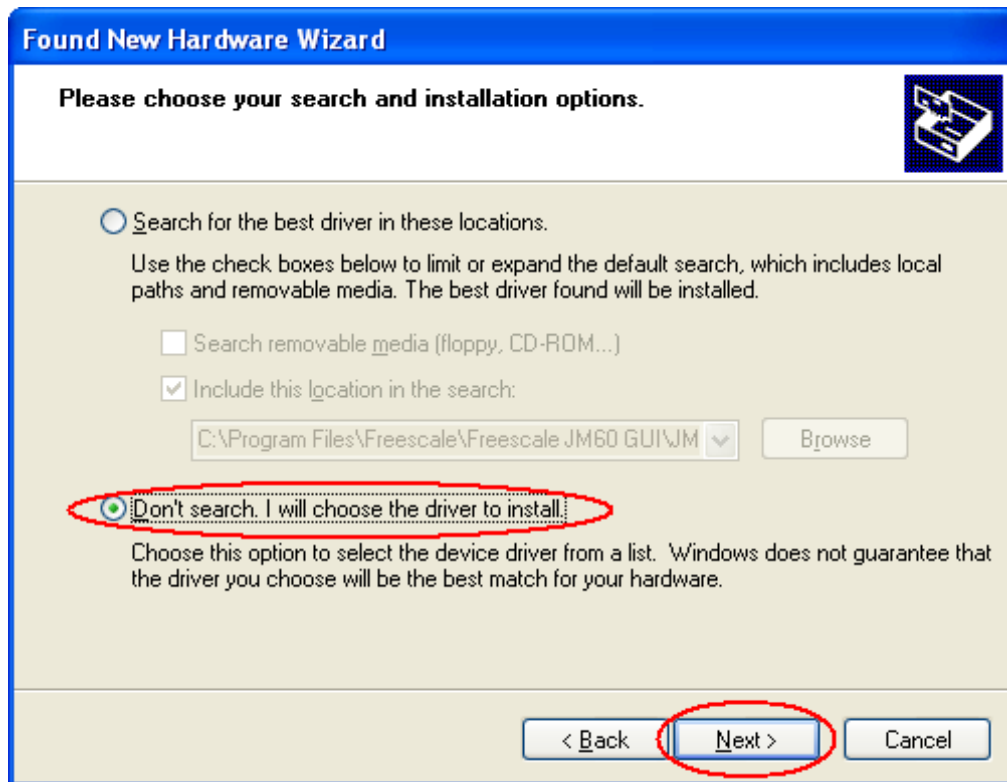 Found New Hardware Wizard
Please choose your search and installation options.
Search for the best driver in these locations.
Use the check boxes below to limit or expand the default search, which includes local
paths and removable media. The best driver found will be installed.
Search removable media (floppy, CD-ROM...)
Include this location in the search:
C:\Program Files\Freescale\Freescale JM60 GUI\JM
Browse
Don't search. I will choose the driver to install.
Choose this option to select the device driver from a list. Windows does not guarantee that
the driver you choose will be the best match for your hardware.
< Back Next > Cancel